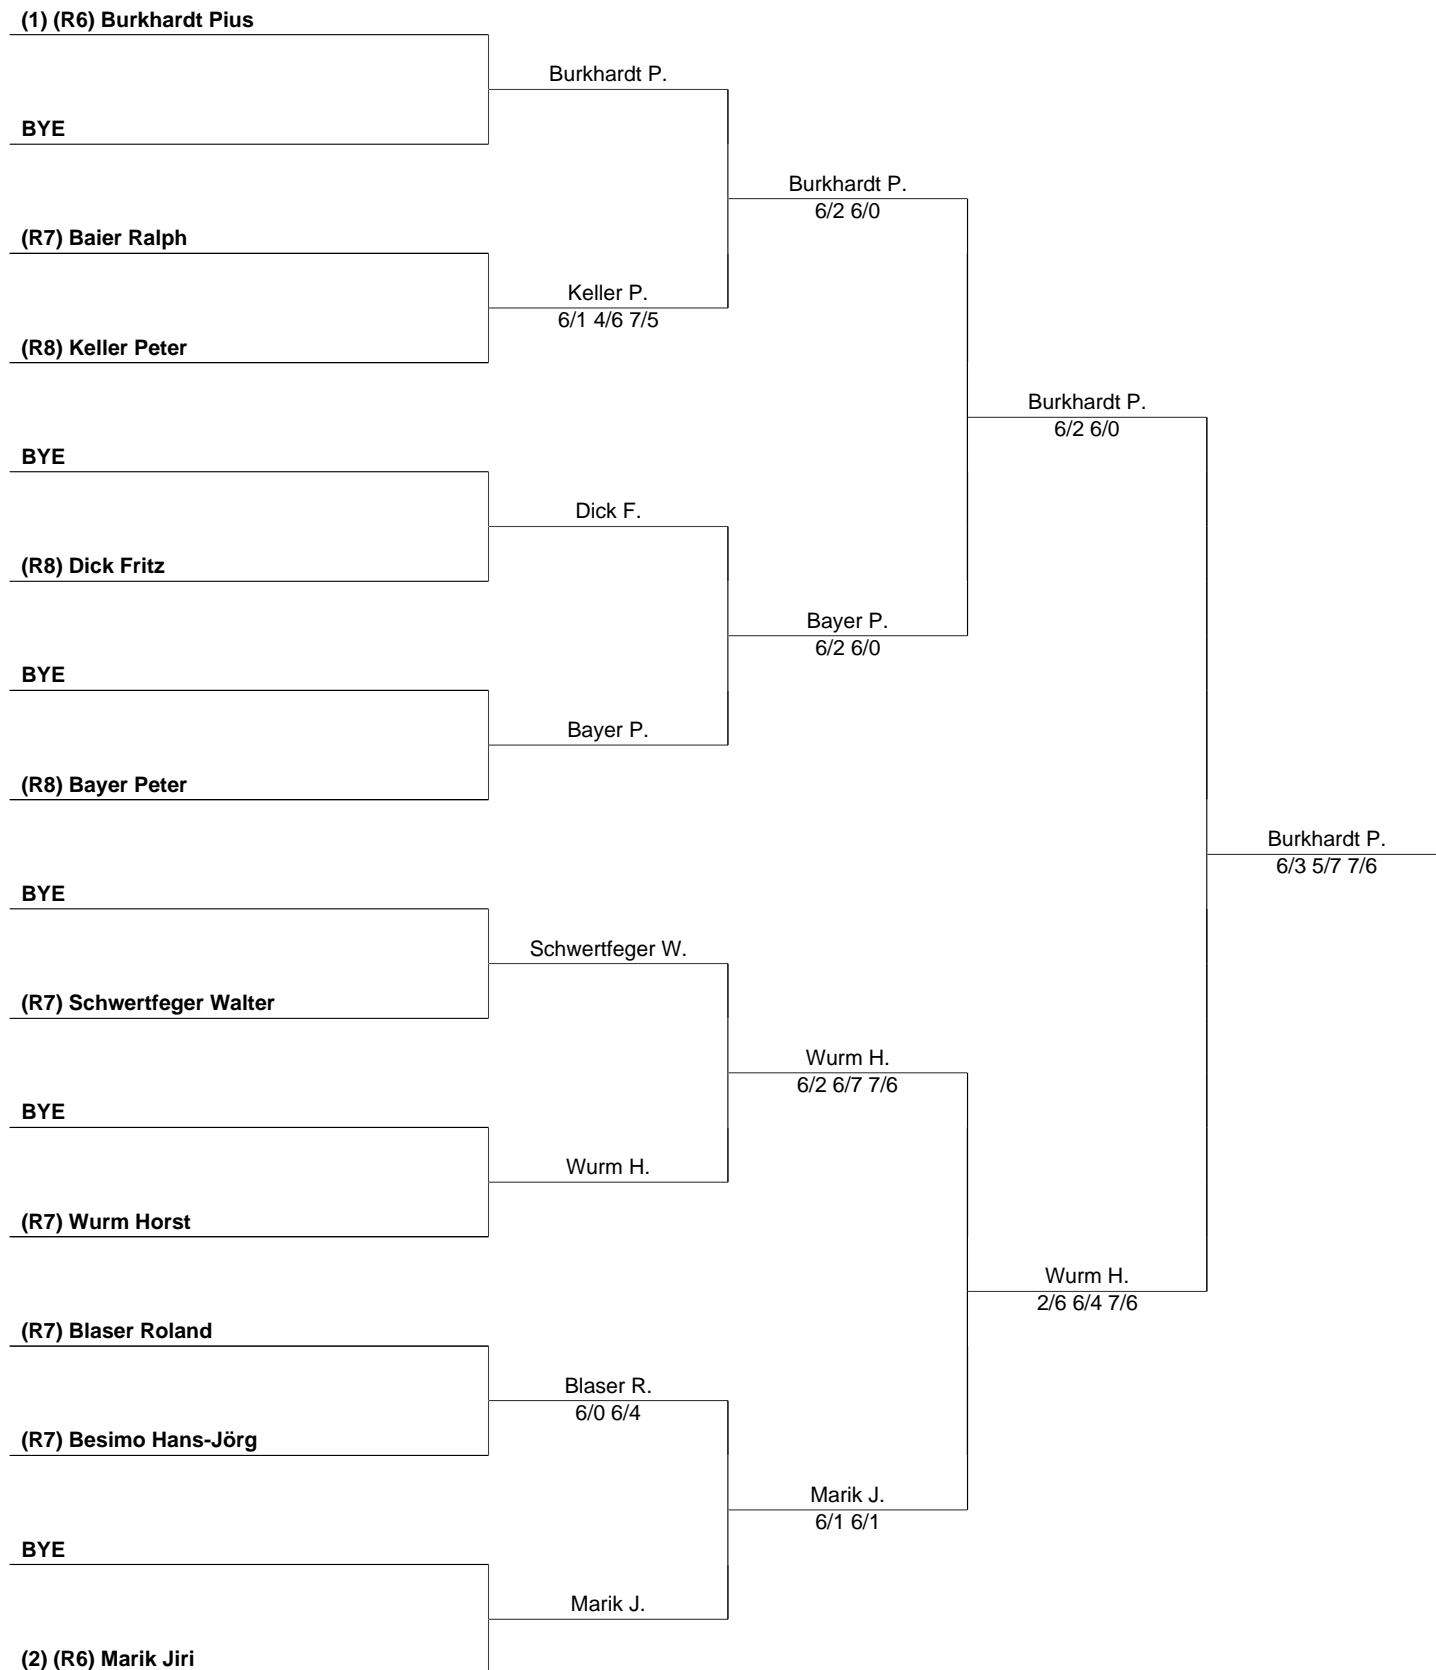 (1) (R6) Burkhardt Pius
Burkhardt P.
BYE
Burkhardt P.
6/2 6/0
(R7) Baier Ralph
Keller P.
6/1 4/6 7/5
(R8) Keller Peter
Burkhardt P.
6/2 6/0
BYE
Dick F.
(R8) Dick Fritz
Bayer P.
6/2 6/0
BYE
Bayer P.
(R8) Bayer Peter
Burkhardt P.
6/3 5/7 7/6
BYE
Schwertfeger W.
(R7) Schwertfeger Walter
Wurm H.
6/2 6/7 7/6
BYE
Wurm H.
(R7) Wurm Horst
Wurm H.
2/6 6/4 7/6
(R7) Blaser Roland
Blaser R.
6/0 6/4
(R7) Besimo Hans-Jörg
Marik J.
6/1 6/1
BYE
Marik J.
(2) (R6) Marik Jiri